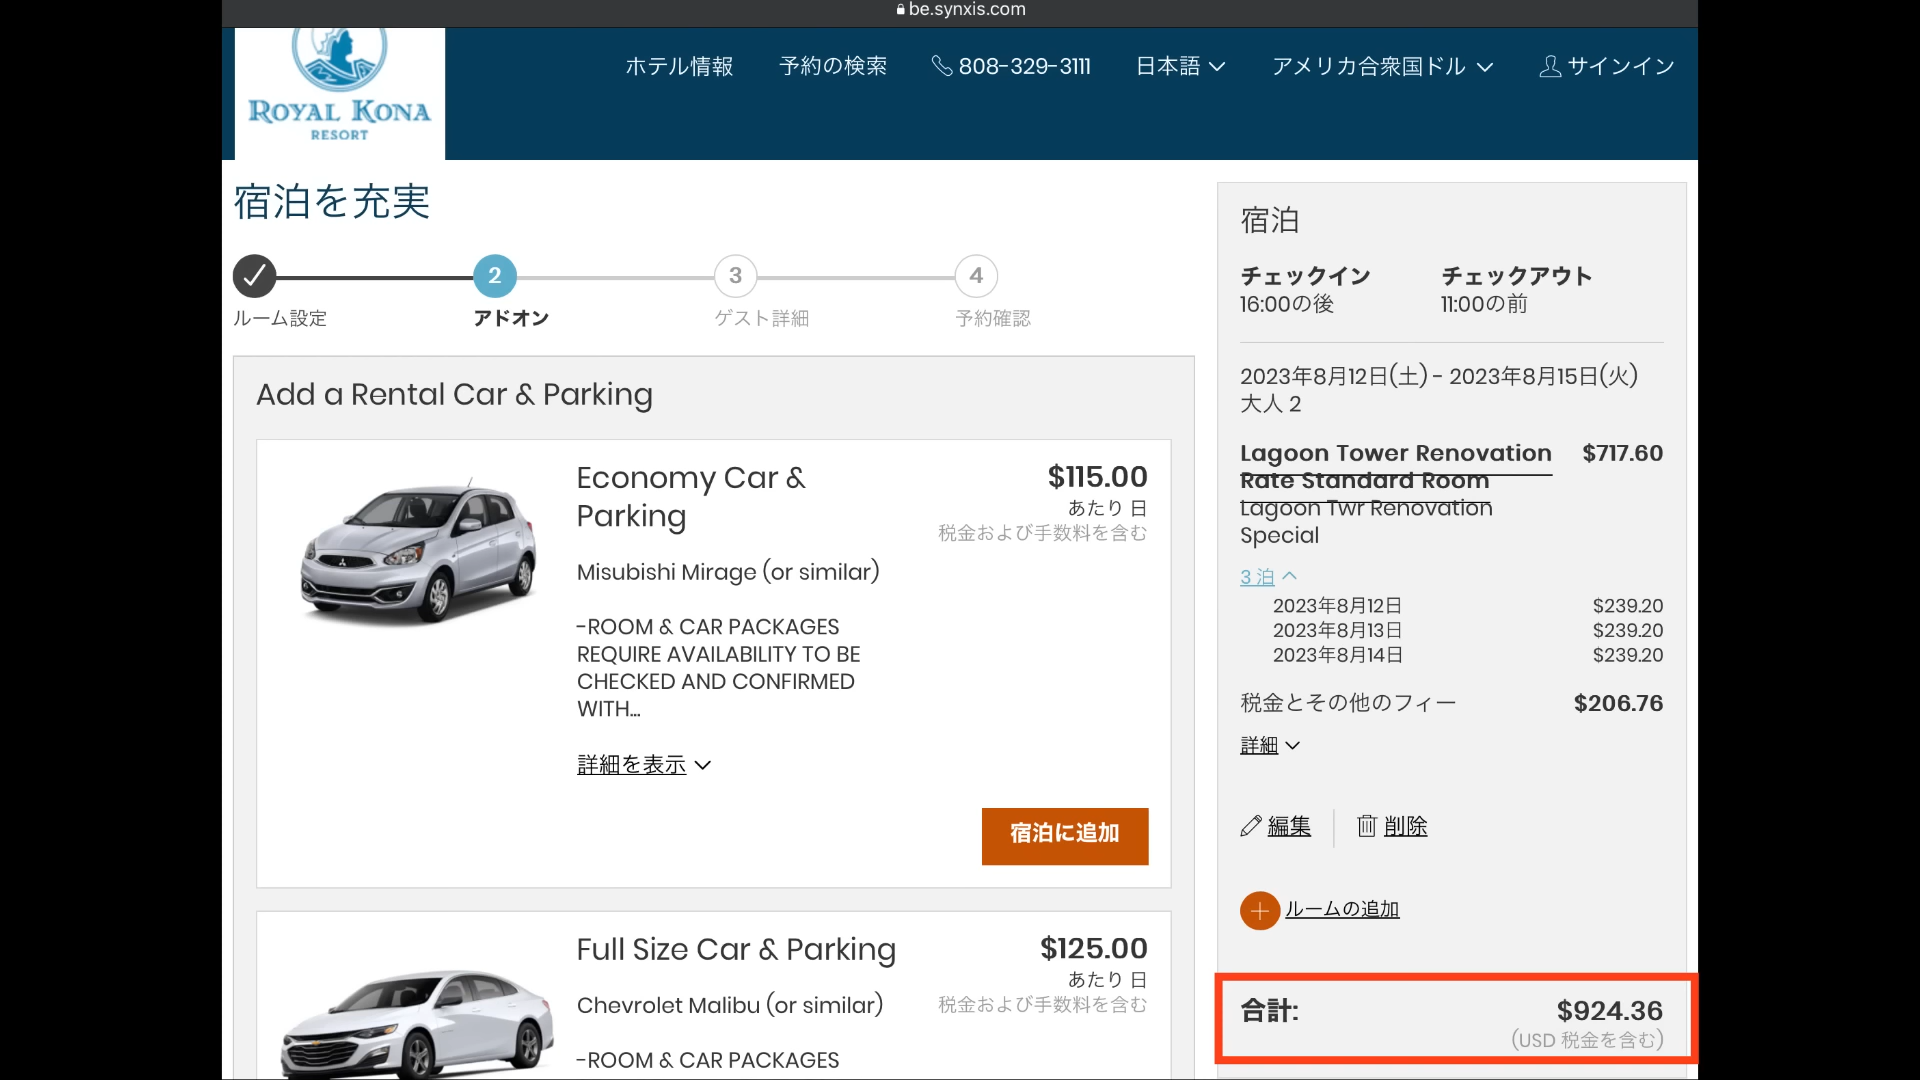 be.synxis.com
ROYAL KONA
RESORT
ホテル情報
予約の検索
808-329-3111
日本語
アメリカ合衆国ドル
サインイン
宿泊を充実
2
3
4
ルーム設定
アドオン
ゲスト詳細
予約確認
Add a Rental Car & Parking
Economy Car &
Parking
$115.00
あたり 日
税金および手数料を含む
Misubishi Mirage (or similar)
-ROOM & CAR PACKAGES
REQUIRE AVAILABILITY TO BE
CHECKED AND CONFIRMED
WITH...
詳細を表示
宿泊に追加
Full Size Car & Parking
$125.00
あたり 日
税金および手数料を含む
Chevrolet Malibu (or similar)
-ROOM & CAR PACKAGES
宿泊
チェックイン
チェックアウト
16:00の後
11:00の前
2023年8月12日(土) - 2023年8月15日(火)
大人 2
Lagoon Tower Renovation $717.60
Rate Standard Room
Lagoon Twr Renovation
Special
3 泊
2023年8月12日 $239.20
2023年8月13日 $239.20
2023年8月14日 $239.20
税金とその他のフィー $206.76
詳細
編集
削除
ルームの追加
合計: $924.36
(USD 税金を含む)